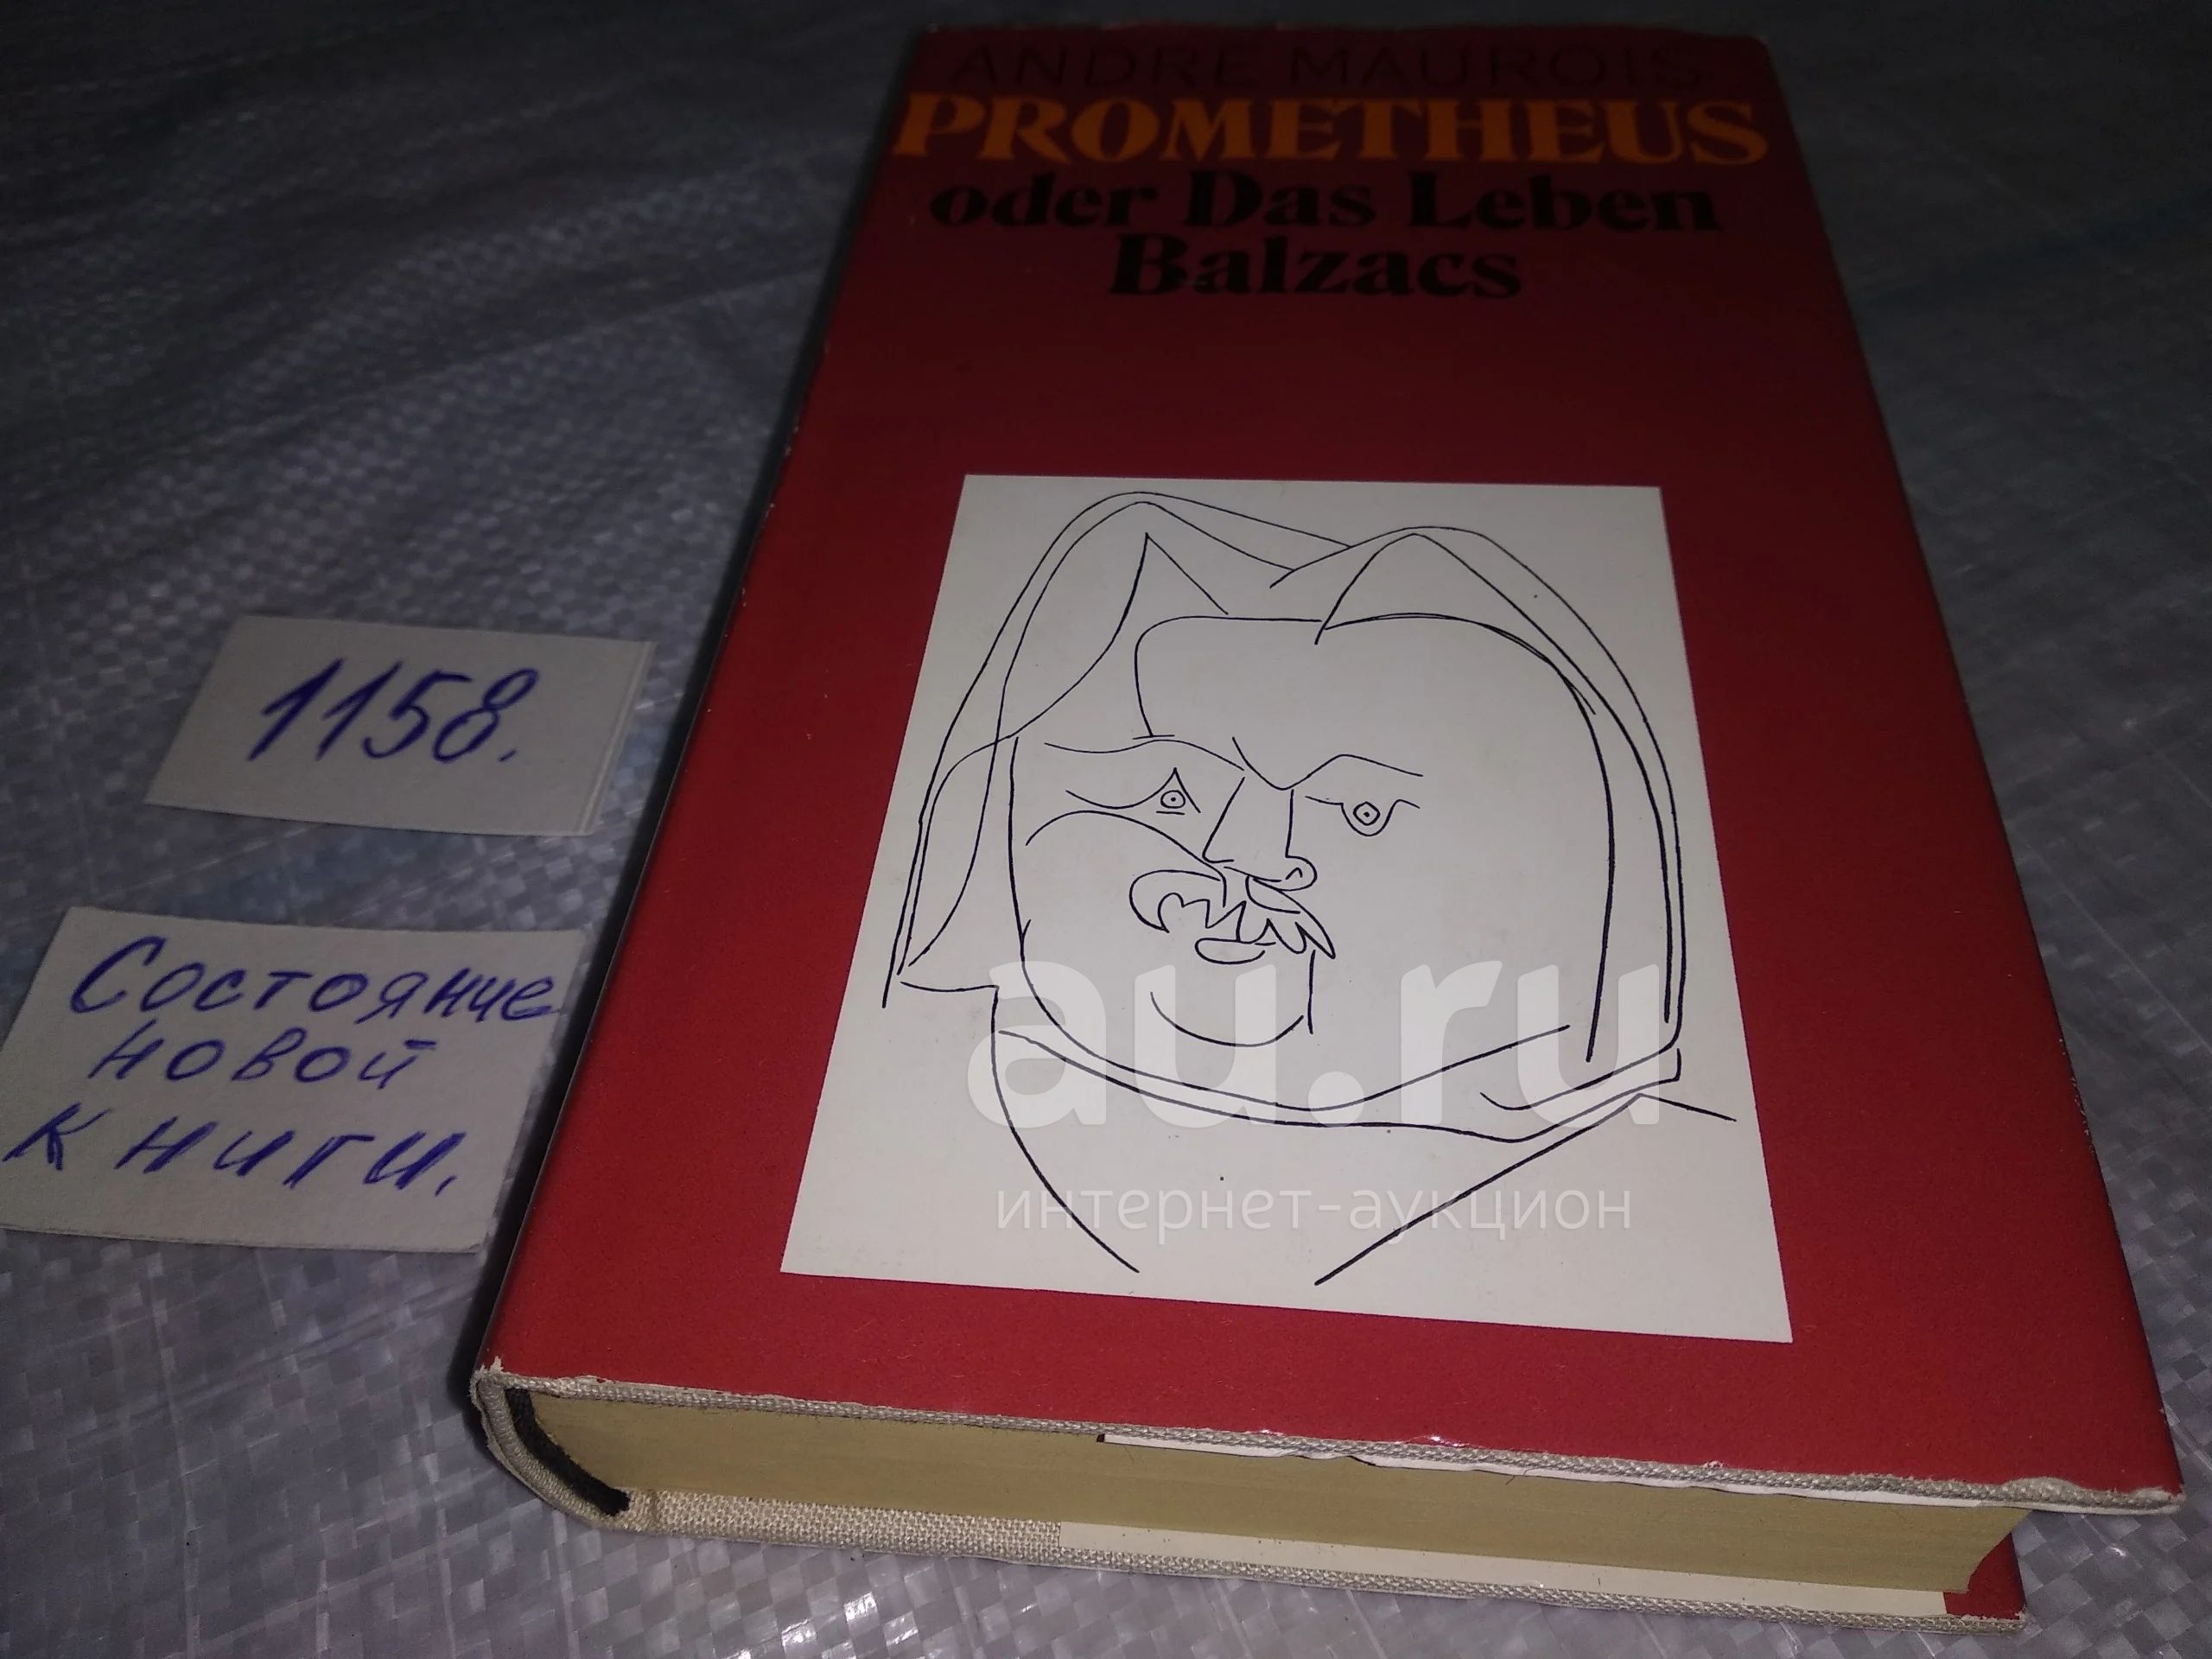 ANDRE MAUROIS
PROMETHEUS
oder Das Leben
Balzacs
1158.
Состояние
новой
книги.
au.ru
интернет-аукцион